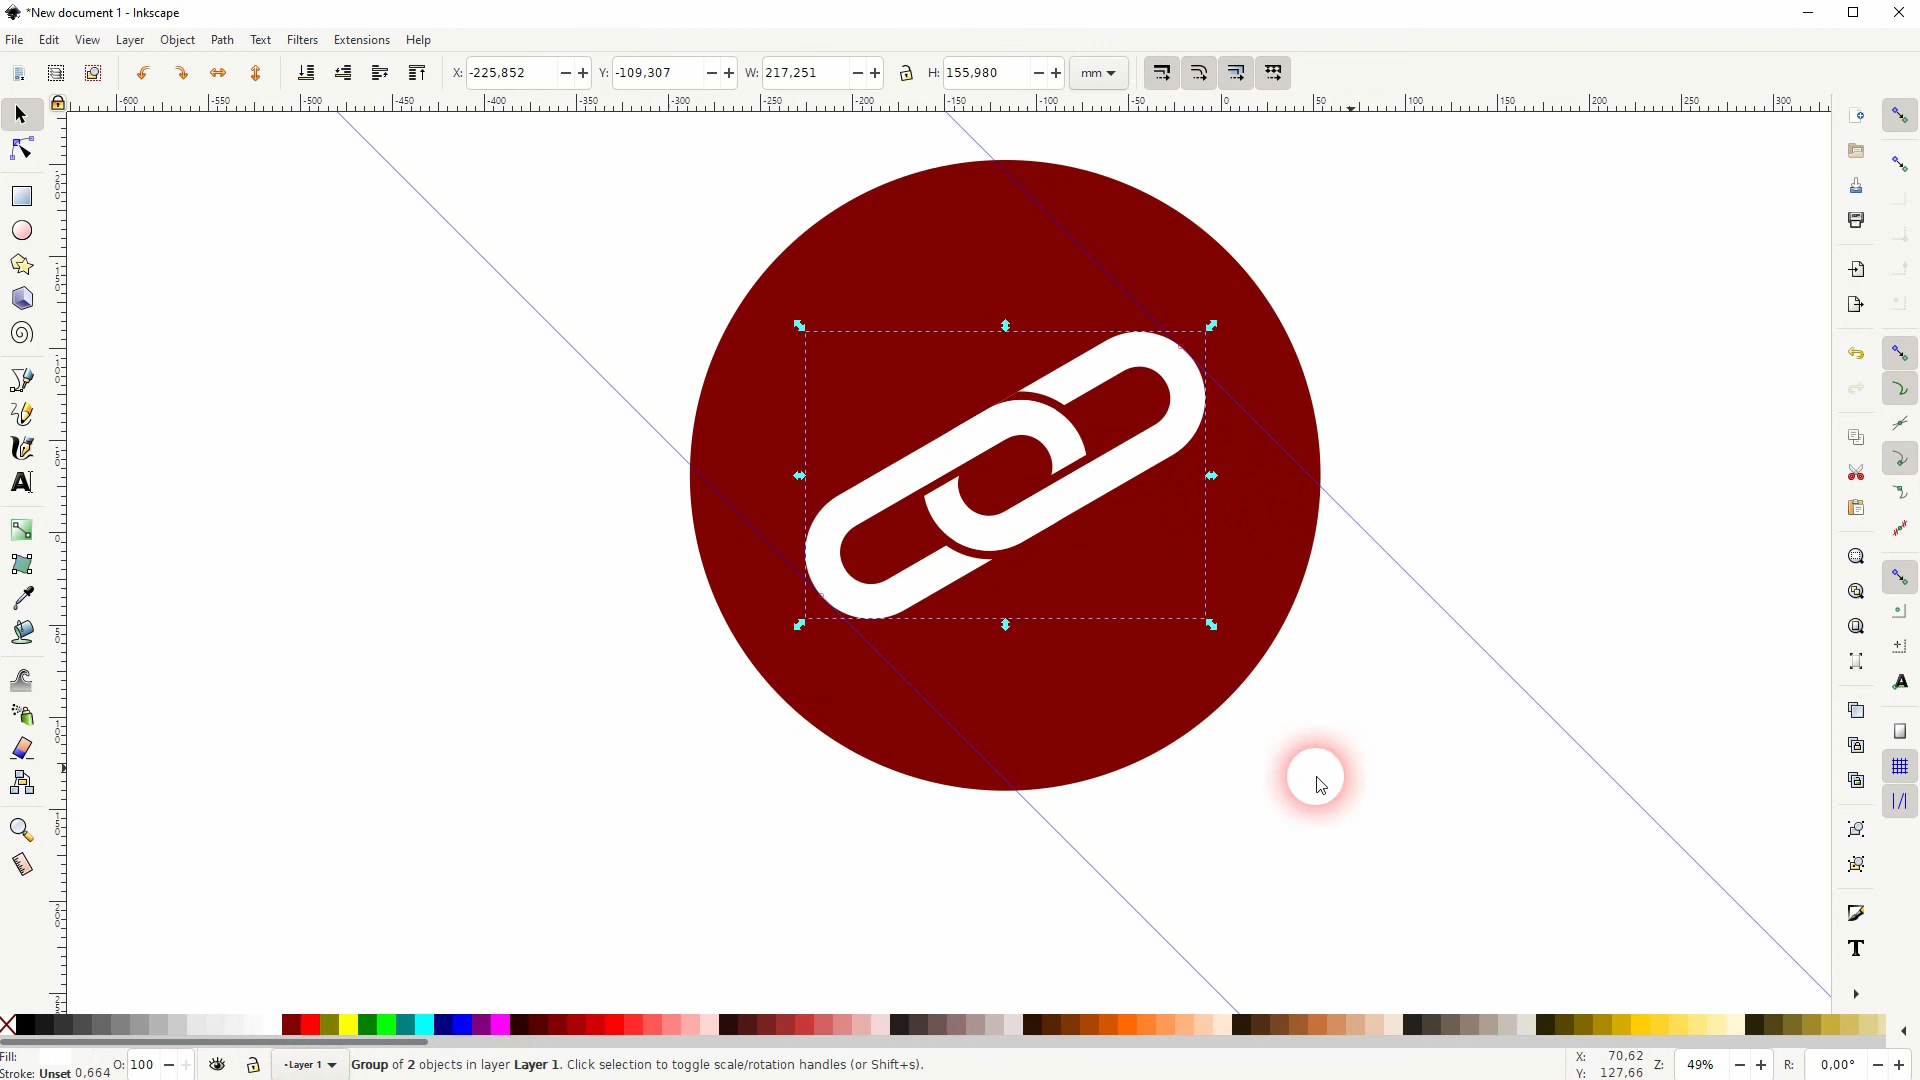 *New document 1 - Inkscape
File Edit View Layer Object Path Text Filters Extensions Help
X: -225,852 Y: -109,307 W: 217,251 H: 155,980 mm
-600 -550 -500 -450 -400 -350 -300 -250 -200 -150 -100 -50 0 50 100 150 200 250 300
Fill: O: 100 -Layer 1 Group of 2 objects in layer Layer 1. Click selection to toggle scale/rotation handles (or Shift+s). X: 70,62 Z: 49% R: 0,00°
Stroke: Unset 0,664 Y: 127,66